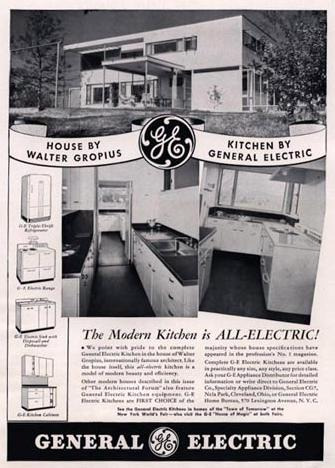 HOUSE BY
WALTER GROPIUS
GE
KITCHEN BY
GENERAL ELECTRIC
G-E Triple-Thrift
Refrigerator
G-E Electric Range
G-E Electric Sink with
Disposall and
Dishwasher
G-E Kitchen Cabinets
The Modern Kitchen is ALL-ELECTRIC!
• We point with pride to the complete
General Electric Kitchen in the house of Walter
Gropius, internationally famous architect. Like
the house itself, this all-electric kitchen is a
model of modern beauty and efficiency.
Other modern houses described in this issue
of "The Architectural Forum" also feature
General Electric Kitchen equipment. G-E
Electric Kitchens are FIRST CHOICE of the
majority whose house specifications have
appeared in the profession's No. 1 magazine.
Complete G-E Electric Kitchens are available
in practically any size, any style, any price class.
Ask your G-E Appliance Distributor for detailed
information or write direct to General Electric
Co., Specialty Appliance Division, Section
Nela Park, Cleveland, Ohio, or General Electric
Home Bureau, 570 Lexington Avenue, N. Y. C.
See the General Electric Kitchens in homes of the "Town of Tomorrow" at the
New York World's Fair—also visit the G-E "House of Magic" at both Fairs.
GENERAL GE ELECTRIC